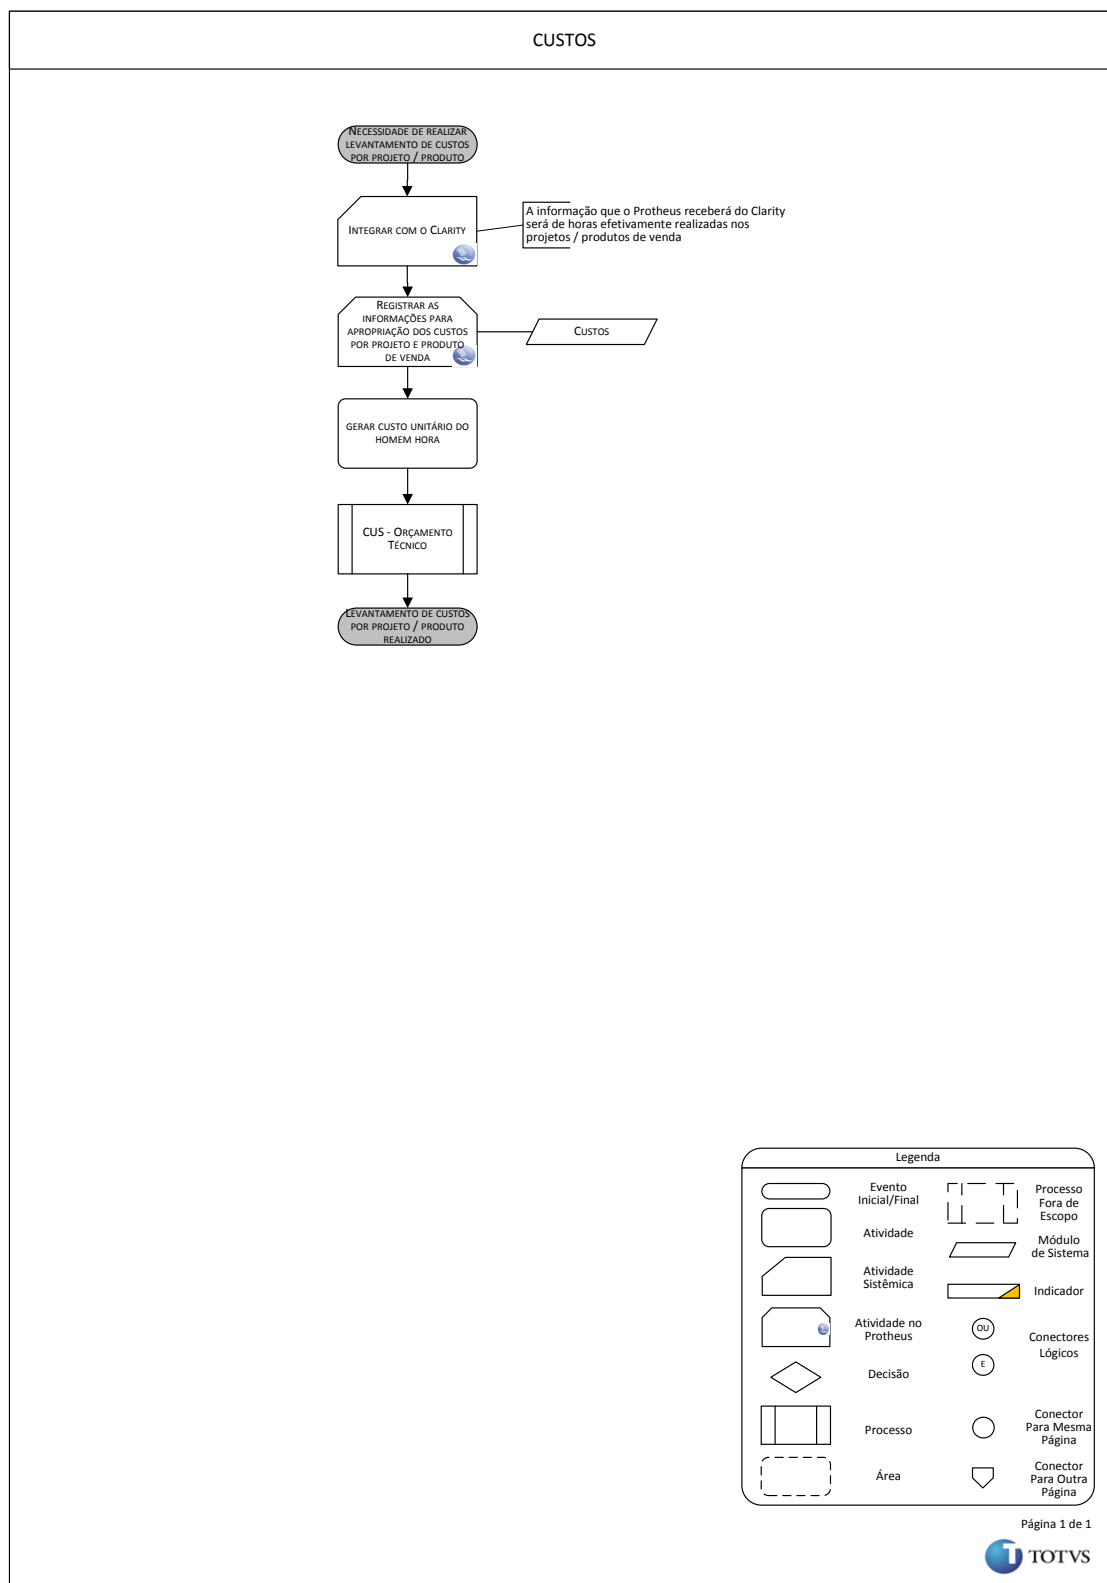 CUSTOS
NECESSIDADE DE REALIZAR
LEVANTAMENTO DE CUSTOS
POR PROJETO / PRODUTO
INTEGRAR COM O CLARITY
A informação que o Protheus receberá do Clarity
será de horas efetivamente realizadas nos
projetos / produtos de venda
REGISTRAR AS
INFORMAÇÕES PARA
APROPRIAÇÃO DOS CUSTOS
POR PROJETO E PRODUTO
DE VENDA
CUSTOS
GERAR CUSTO UNITÁRIO DO
HOMEM HORA
CUS - ORÇAMENTO
TÉCNICO
LEVANTAMENTO DE CUSTOS
POR PROJETO / PRODUTO
REALIZADO
Legenda
Evento
Inicial/Final
Atividade
Atividade
Sistêmica
Atividade no
Protheus
Decisão
Processo
Área
Processo
Fora de
Escopo
Módulo
de Sistema
Indicador
OU
E
Conectores
Lógicos
Conector
Para Mesma
Página
Conector
Para Outra
Página
Página 1 de 1
TOTVS